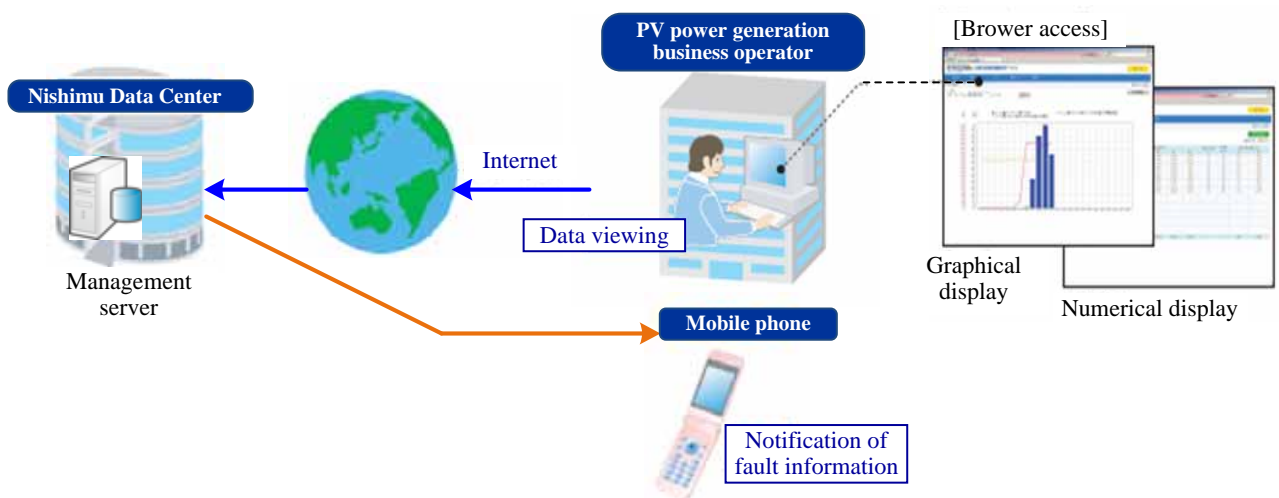 PV power generation
business operator
[Brower access]
Nishimu Data Center
Internet
Data viewing
Management
server
Graphical
display
Numerical display
Mobile phone
Notification of
fault information